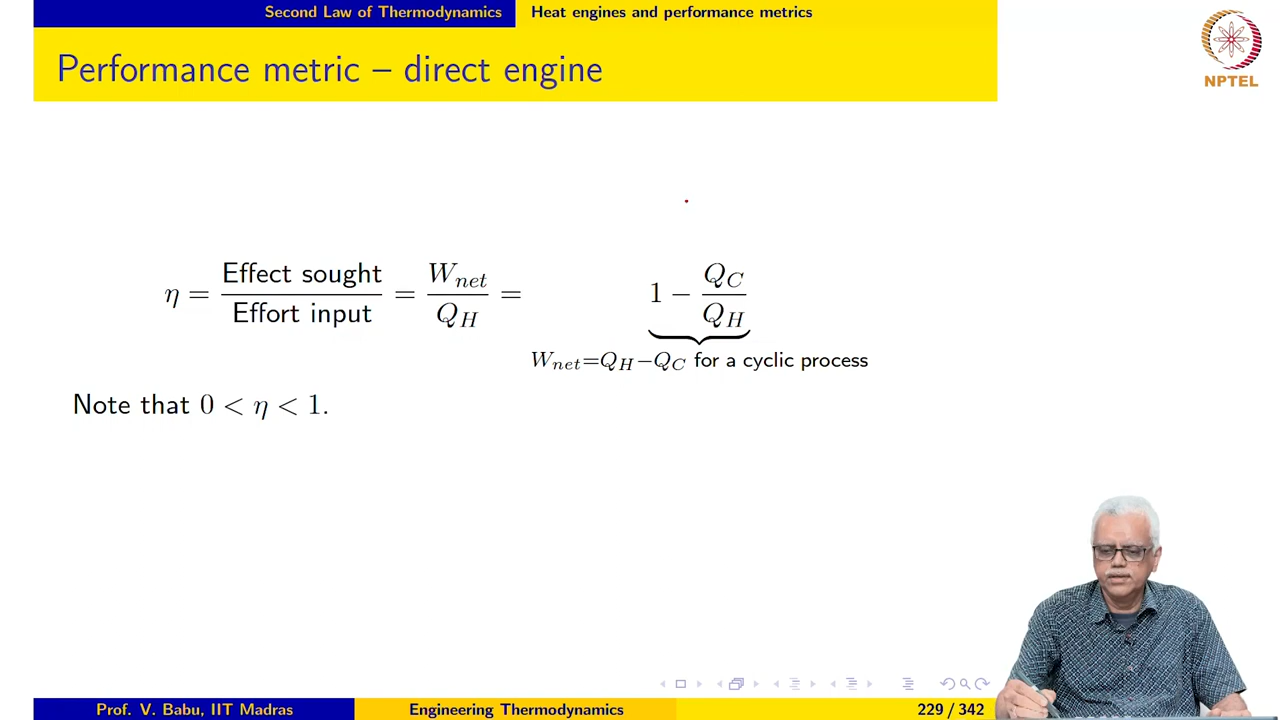 Second Law of Thermodynamics Heat engines and performance metrics
NPTEL
Performance metric – direct engine
η = Effect sought / Effort input = W_net / Q_H = 1 − Q_C / Q_H
W_net=Q_H−Q_C for a cyclic process
Note that 0 < η < 1.
Prof. V. Babu, IIT Madras Engineering Thermodynamics 229 / 342